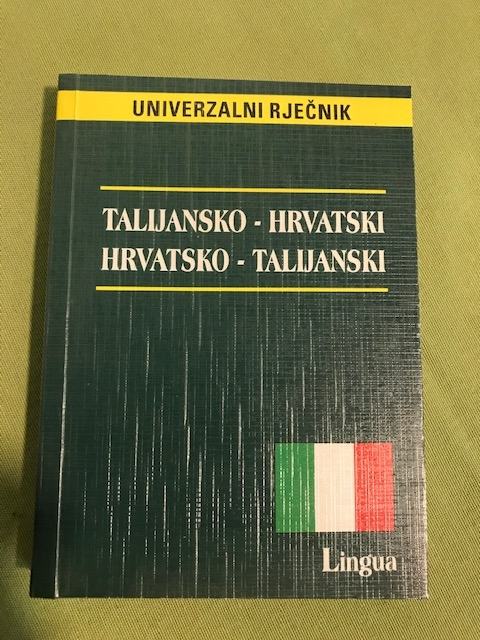 UNIVERZALNI RJEČNIK
TALIJANSKO - HRVATSKI
HRVATSKO - TALIJANSKI
Lingua